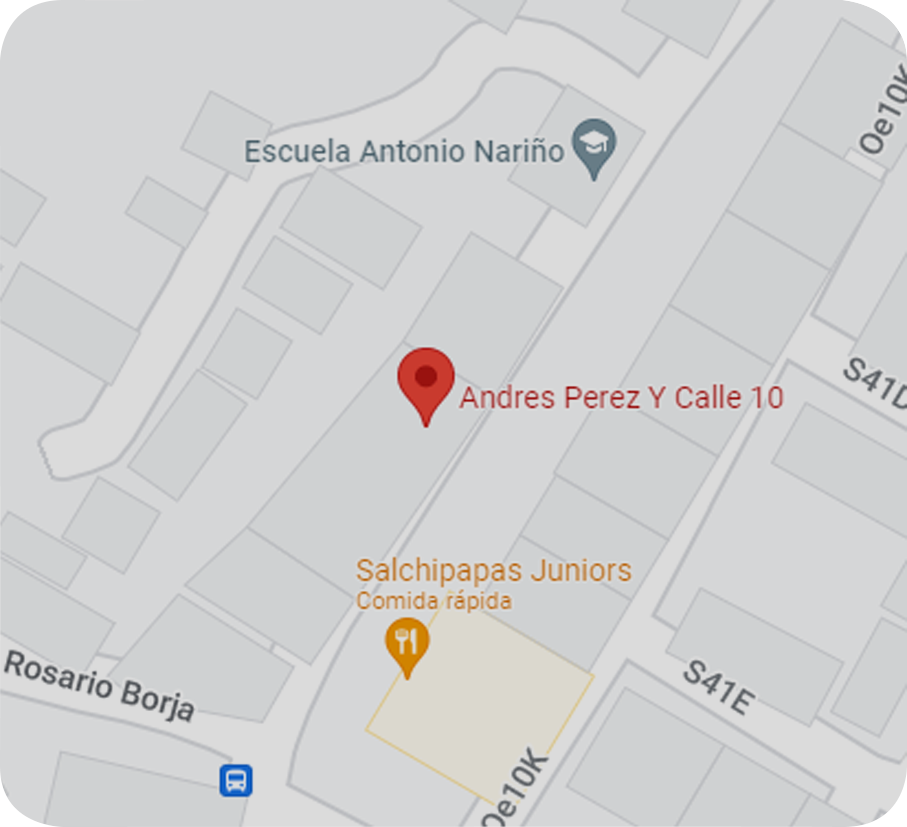 Oe10K
Escuela Antonio Nariño
S41D
Andres Perez Y Calle 10
Salchipapas Juniors
Comida rápida
Rosario Borja
S41E
Oe10K